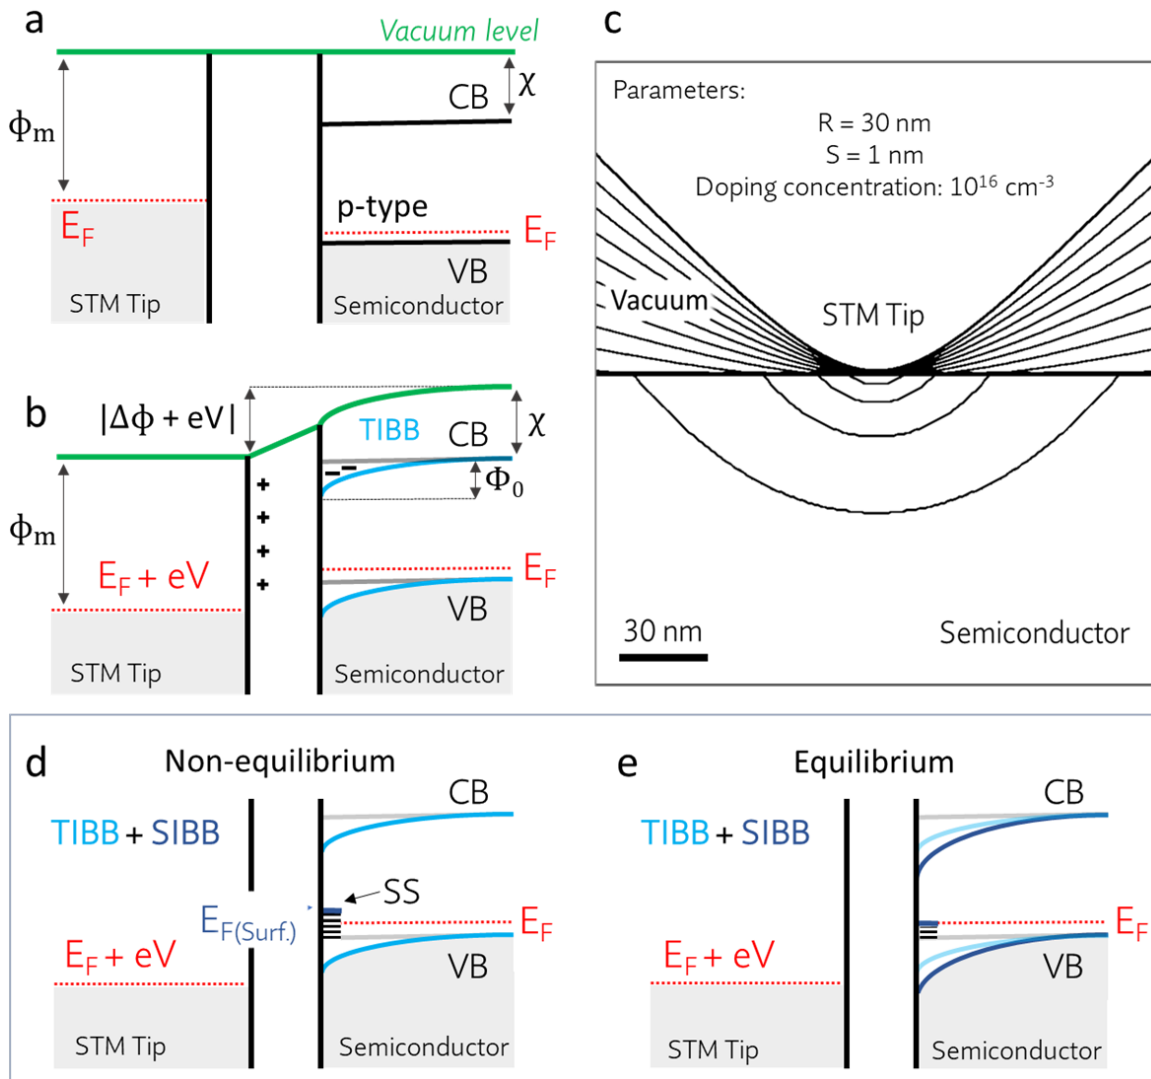 a
Vacuum level
ϕm
χ
CB
p-type
EF
EF
VB
STM Tip
Semiconductor
b
|Δϕ + eV|
TIBB
CB
χ
Φ0
ϕm
EF + eV
EF
VB
STM Tip
Semiconductor
c
Parameters:
R = 30 nm
S = 1 nm
Doping concentration: 10¹⁶ cm⁻³
Vacuum
STM Tip
30 nm
Semiconductor
d
Non-equilibrium
CB
TIBB + SIBB
SS
EF(Surf.)
EF
EF + eV
VB
STM Tip
Semiconductor
e
Equilibrium
CB
TIBB + SIBB
EF
EF + eV
VB
STM Tip
Semiconductor